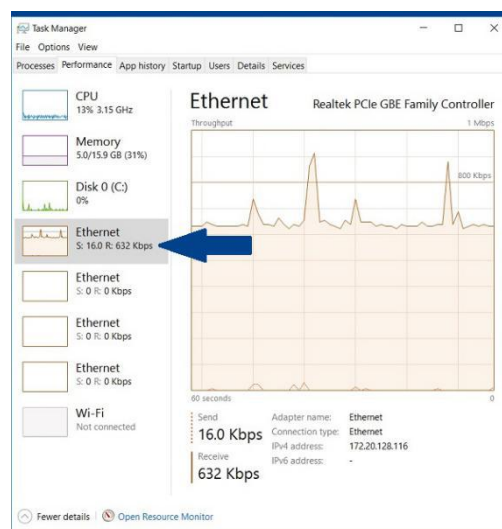 Task Manager
File Options View
Processes Performance App history Startup Users Details Services
CPU
13% 3.15 GHz
Memory
5.0/15.9 GB (31%)
Disk 0 (C:)
0%
Ethernet
S: 16.0 R: 632 Kbps
Ethernet
S: 0 R: 0 Kbps
Ethernet
S: 0 R: 0 Kbps
Ethernet
S: 0 R: 0 Kbps
Wi-Fi
Not connected
Ethernet Realtek PCIe GBE Family Controller
Throughput 1 Mbps
800 Kbps
60 seconds 0
Send
16.0 Kbps
Receive
632 Kbps
Adapter name: Ethernet
Connection type: Ethernet
IPv4 address: 172.20.128.116
IPv6 address: -
Fewer details Open Resource Monitor